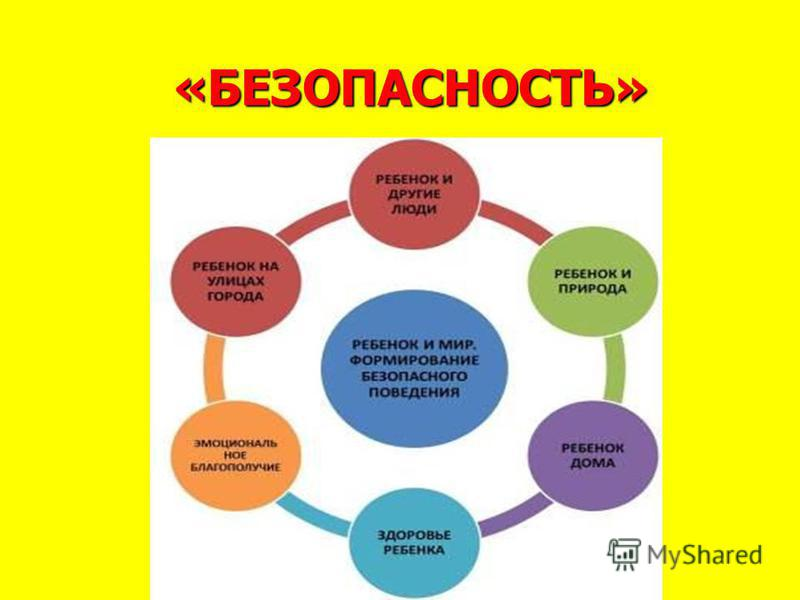 «БЕЗОПАСНОСТЬ»
РЕБЕНОК И
ДРУГИЕ
ЛЮДИ
РЕБЕНОК НА
УЛИЦАХ
ГОРОДА
РЕБЕНОК И
ПРИРОДА
РЕБЕНОК И МИР.
ФОРМИРОВАНИЕ
БЕЗОПАСНОГО
ПОВЕДЕНИЯ
ЭМОЦИОНАЛЬ
НОЕ
БЛАГОПОЛУЧИЕ
РЕБЕНОК
ДОМА
ЗДОРОВЬЕ
РЕБЕНКА
MyShared